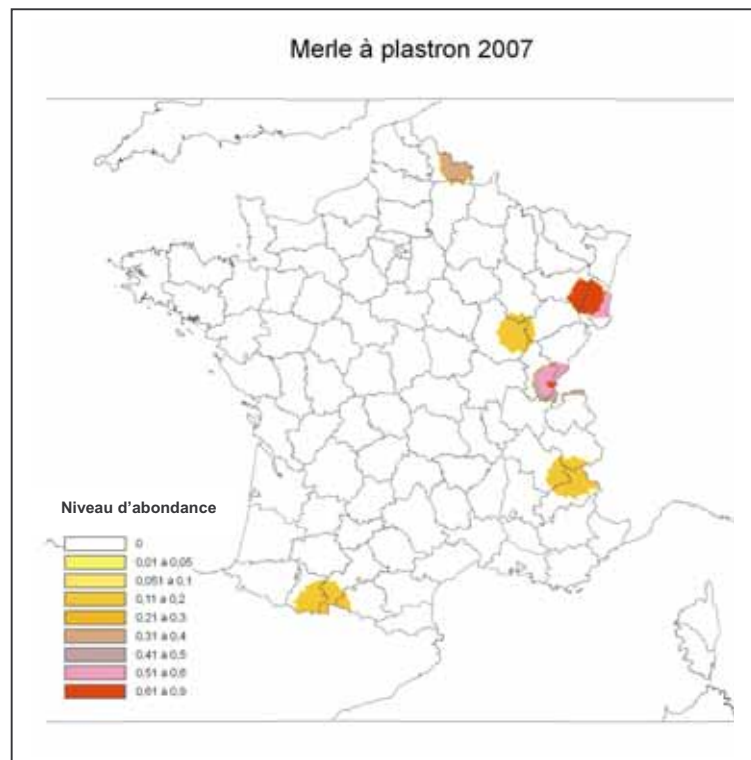 Merle à plastron 2007
Niveau d'abondance
0
0,01 à 0,05
0,051 à 0,1
0,11 à 0,2
0,21 à 0,3
0,31 à 0,4
0,41 à 0,5
0,51 à 0,6
0,61 à 0,9